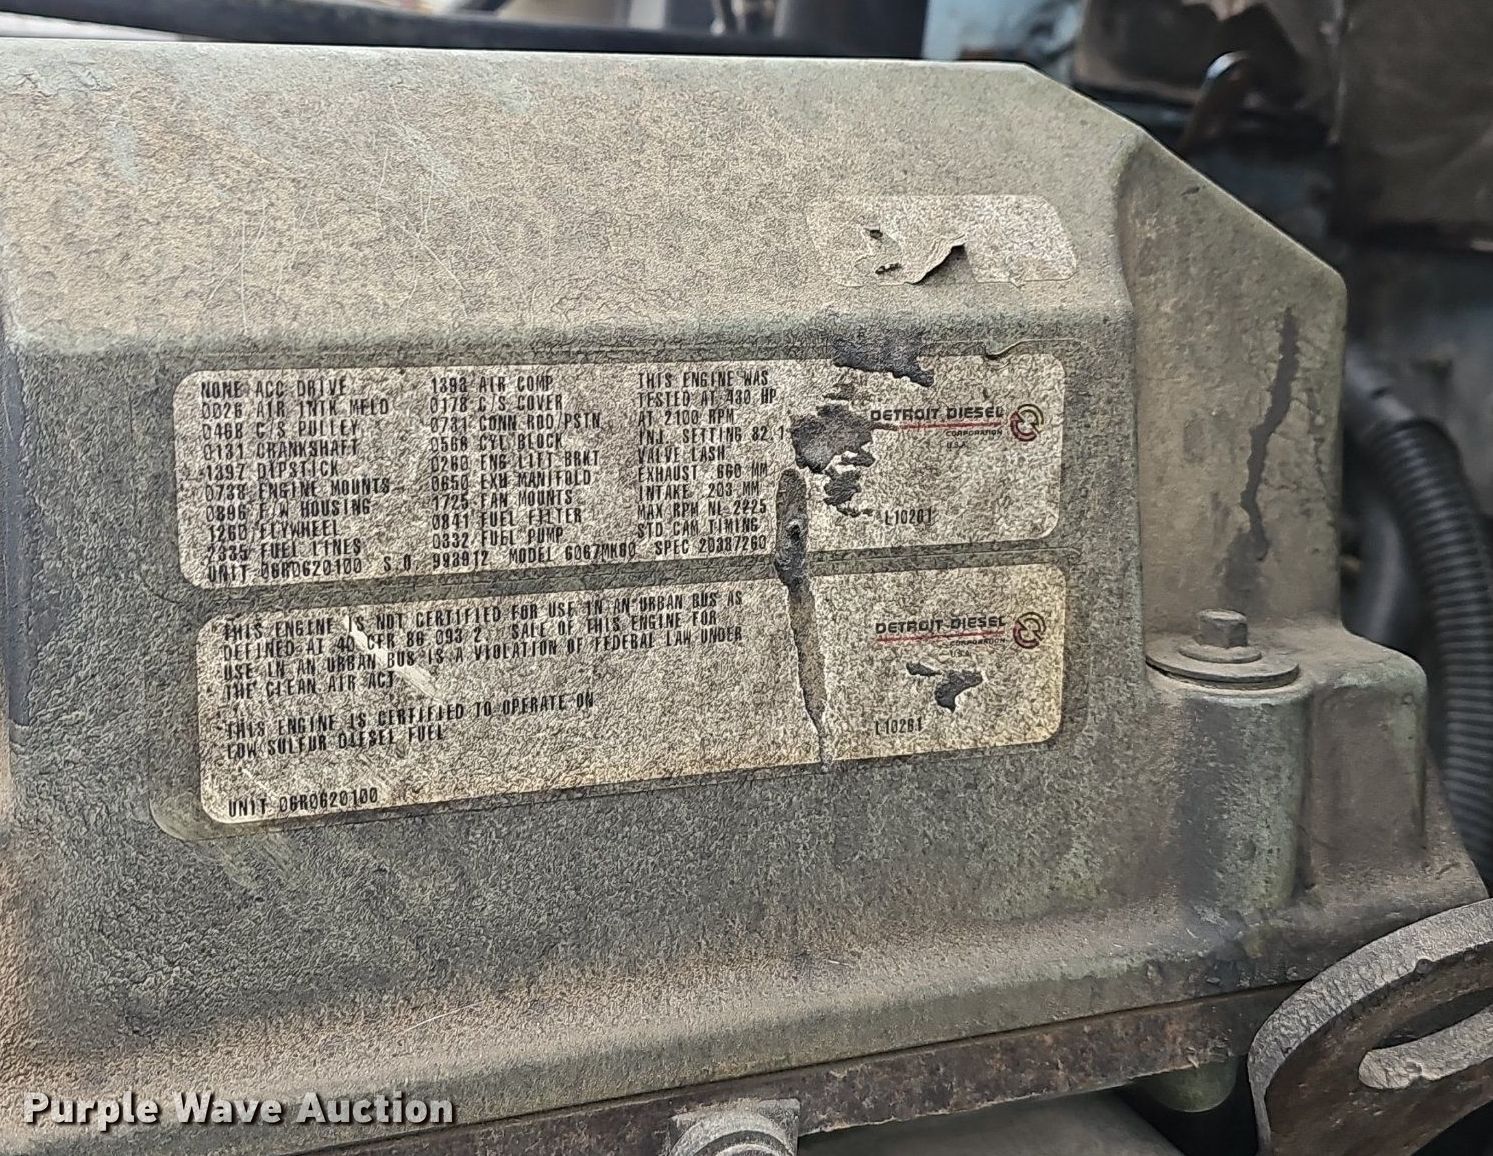 NONE ACC DRIVE 1393 AIR COMP THIS ENGINE WAS
0026 AIR INTK MFLD 0178 C/S COVER TESTED AT 430 HP
0468 C/S PULLEY 0731 CONN ROD/PSTN AT 2100 RPM
0131 CRANKSHAFT 0566 CYL BLOCK INJ. SETTING 82.1
1397 DIPSTICK 0260 ENG LIFT BRKT VALVE LASH
0738 ENGINE MOUNTS 0650 EXH MANIFOLD EXHAUST .660 MM
0896 F/W HOUSING 1725 FAN MOUNTS INTAKE .203 MM
1260 FLYWHEEL 0841 FUEL FILTER MAX RPM NL 2225
2335 FUEL LINES 0332 FUEL PUMP STD CAM TIMING
UNIT 06R0620100 S.O. 993912 MODEL 6067MK60 SPEC 20387260
DETROIT DIESEL
CORPORATION
U.S.A.
L10281
THIS ENGINE IS NOT CERTIFIED FOR USE IN AN URBAN BUS AS
DEFINED AT 40 CFR 86 093 2. SALE OF THIS ENGINE FOR
USE IN AN URBAN BUS IS A VIOLATION OF FEDERAL LAW UNDER
THE CLEAN AIR ACT
THIS ENGINE IS CERTIFIED TO OPERATE ON
LOW SULFUR DIESEL FUEL
UNIT 06R0620100
DETROIT DIESEL
CORPORATION
U.S.A.
L10281
Purple Wave Auction